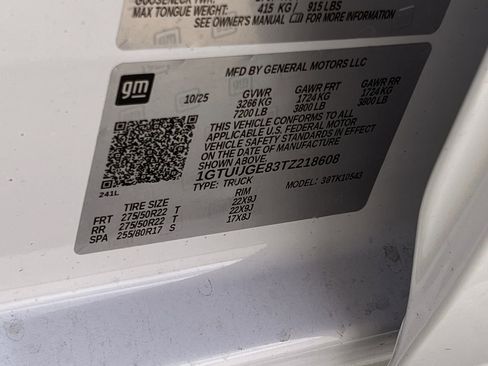 MAX TONGUE WEIGHT: 415 KG / 915 LBS
SEE OWNER'S MANUAL FOR MORE
gm
MFD BY GENERAL MOTORS LLC
10/25 GVWR GAWR FRT GAWR RR
3266 KG 1724 KG 1724 KG
7200 LB 3800 LB 3800 LB
THIS VEHICLE CONFORMS TO ALL
APPLICABLE U.S. FEDERAL MOTOR
VEHICLE SAFETY
STANDARDS IN EFFECT ON THE
DATE OF MANUFACTURE
SHOWN ABOVE.
1GTUUGE83TZ218608
TYPE: TRUCK MODEL: 38TK10543
241L
TIRE SIZE RIM
FRT 275/50R22 T 22X9J
RR 275/50R22 T 22X9J
SPA 255/80R17 S 17X8J